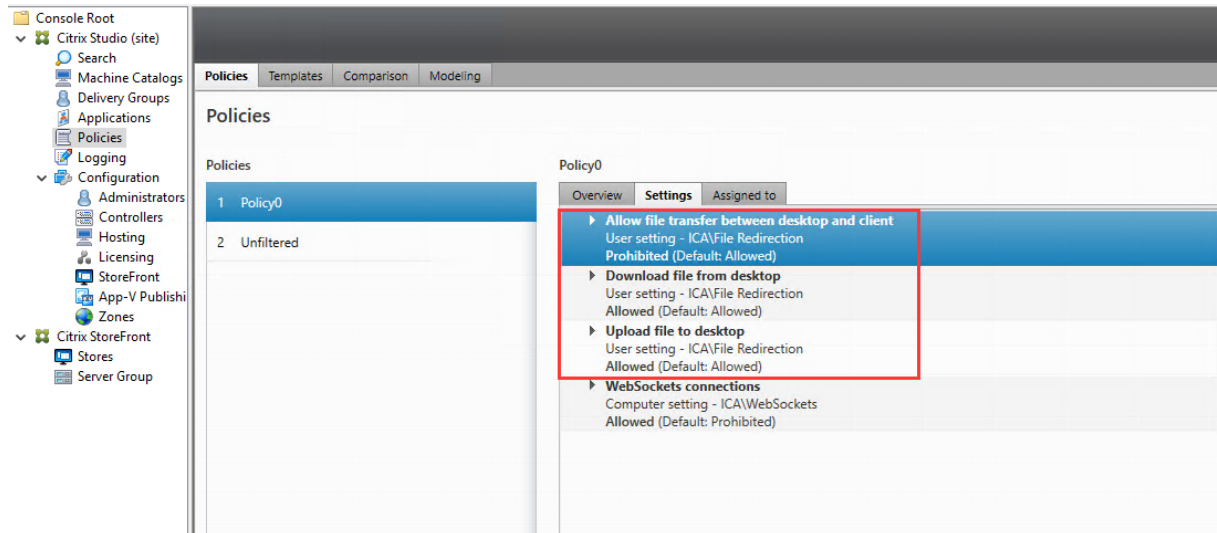 Console Root
Citrix Studio (site)
Search
Machine Catalogs
Delivery Groups
Applications
Policies
Logging
Configuration
Administrators
Controllers
Hosting
Licensing
StoreFront
App-V Publishi
Zones
Citrix StoreFront
Stores
Server Group
Policies Templates Comparison Modeling
Policies
Policies
1 Policy0
2 Unfiltered
Policy0
Overview Settings Assigned to
Allow file transfer between desktop and client
User setting - ICA\File Redirection
Prohibited (Default: Allowed)
Download file from desktop
User setting - ICA\File Redirection
Allowed (Default: Allowed)
Upload file to desktop
User setting - ICA\File Redirection
Allowed (Default: Allowed)
WebSockets connections
Computer setting - ICA\WebSockets
Allowed (Default: Prohibited)